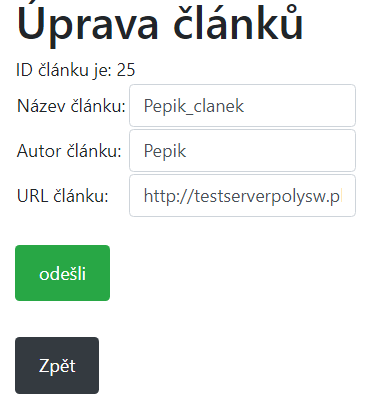 Úprava článků
ID článku je: 25
Název článku: Pepik_clanek
Autor článku: Pepik
URL článku: http://testserverpolysw.p
odešli
Zpět